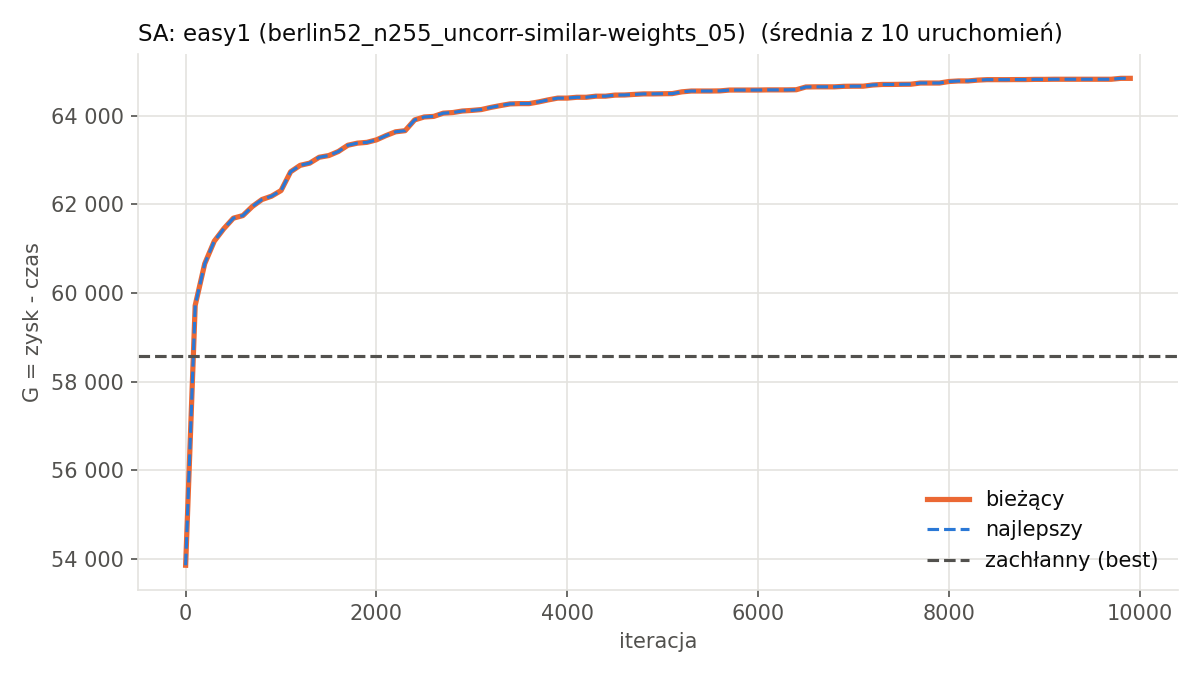 SA: easy1 (berlin52_n255_uncorr-similar-weights_05)  (średnia z 10 uruchomień)
G = zysk - czas
64 000
62 000
60 000
58 000
56 000
54 000
bieżący
najlepszy
zachłanny (best)
0 2000 4000 6000 8000 10000
iteracja